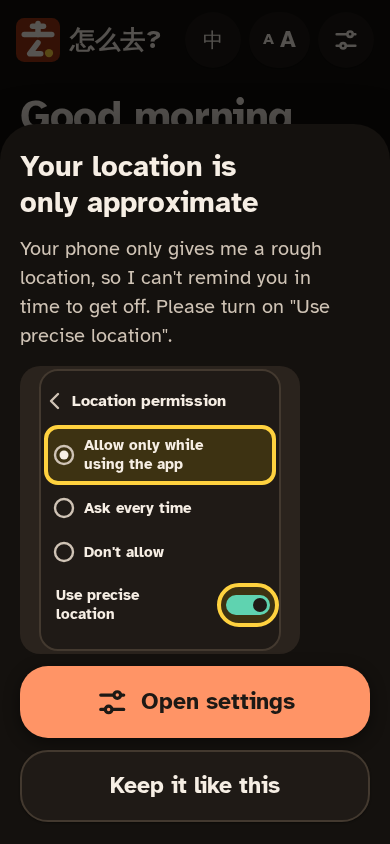 怎么去?
中
A A
Good morning
Your location is
only approximate
Your phone only gives me a rough
location, so I can't remind you in
time to get off. Please turn on "Use
precise location".
Location permission
Allow only while
using the app
Ask every time
Don't allow
Use precise
location
Open settings
Keep it like this